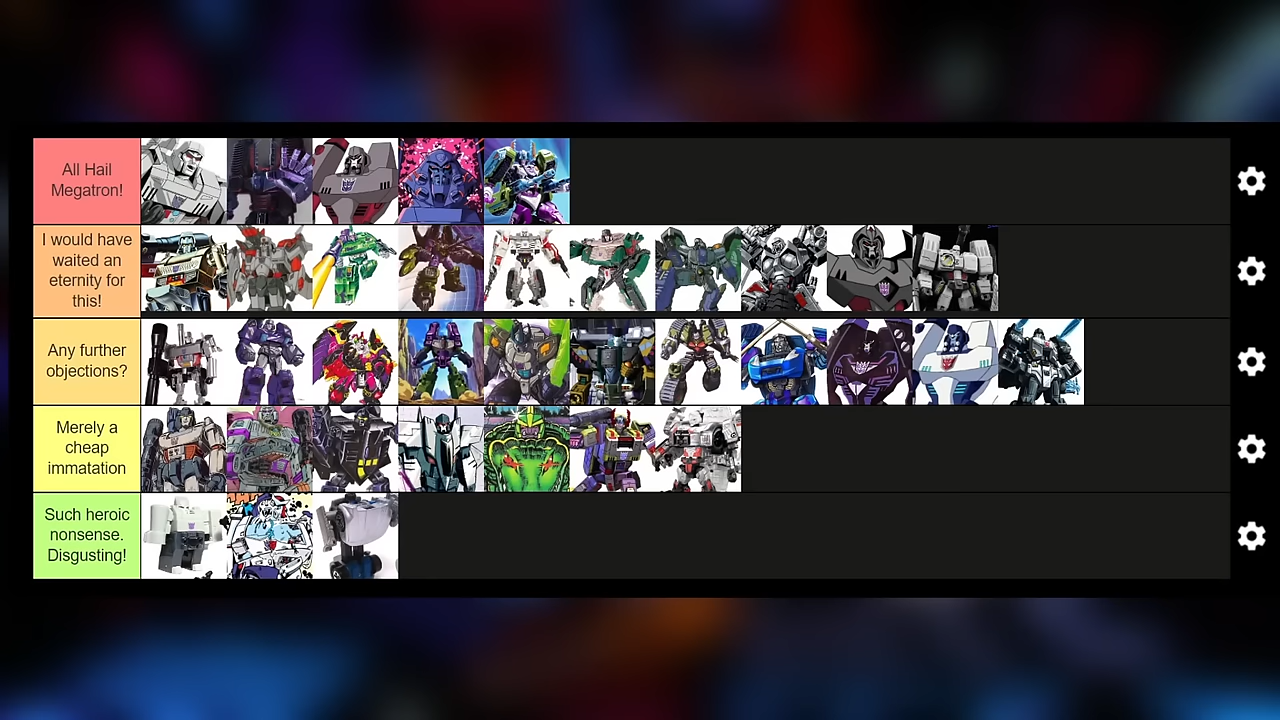 All Hail
Megatron!
I would have
waited an
eternity for
this!
Any further
objections?
Merely a
cheap
immatation
Such heroic
nonsense.
Disgusting!